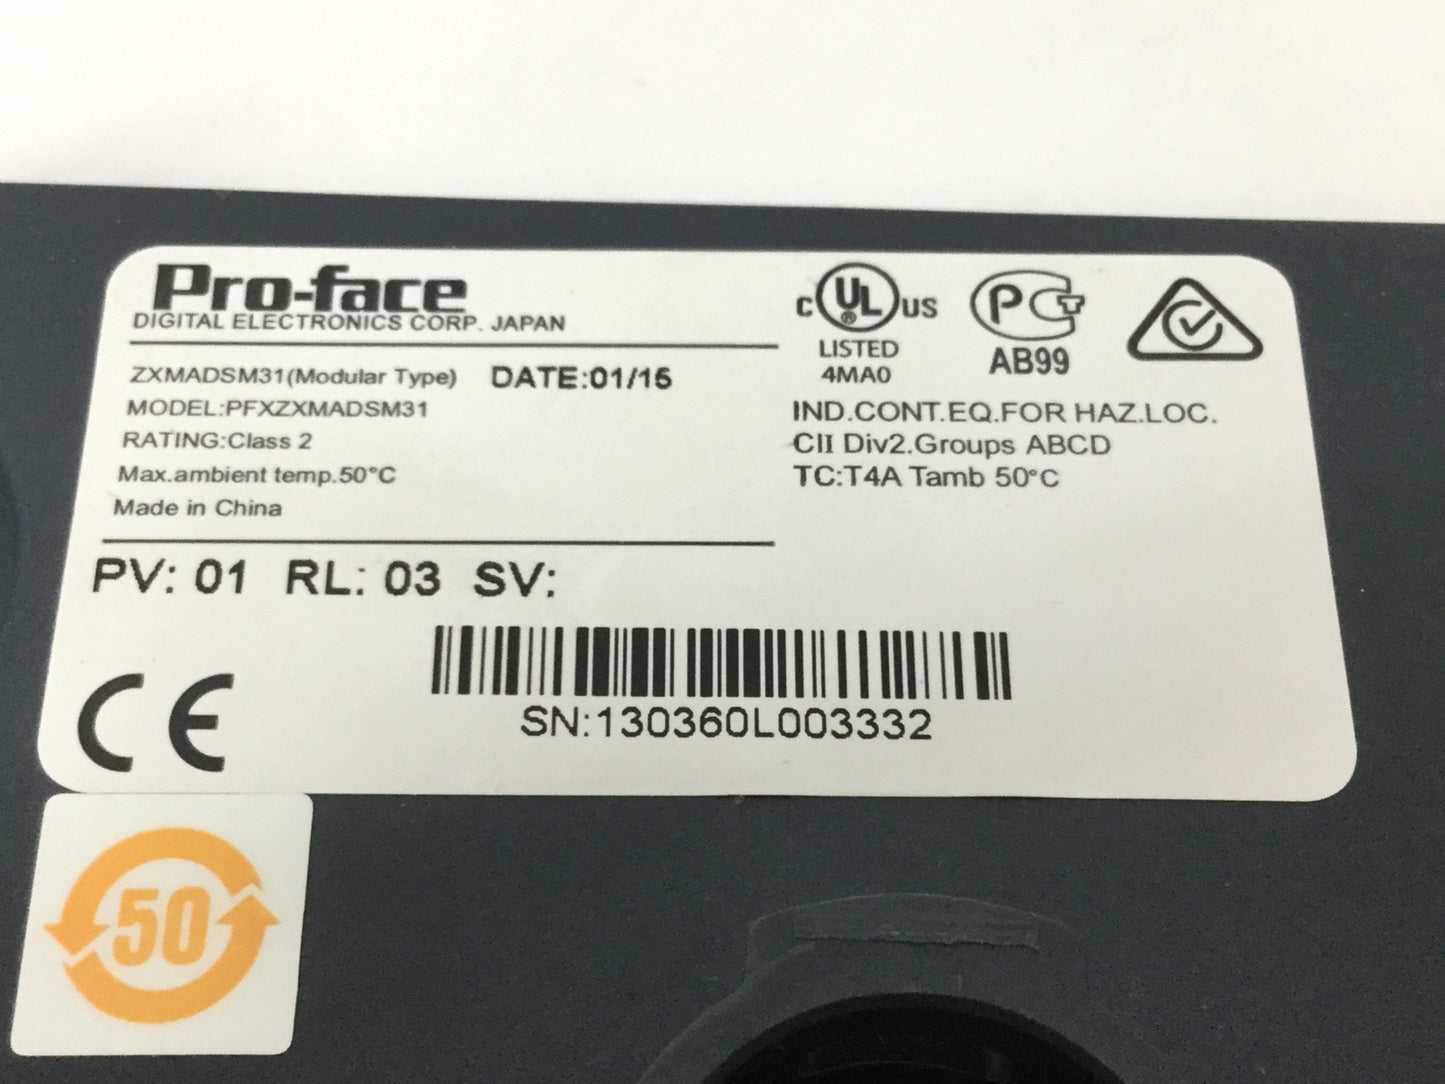 Pro-face
DIGITAL ELECTRONICS CORP. JAPAN
ZXMADSM31(Modular Type) DATE:01/15
MODEL:PFXZXMADSM31
RATING:Class 2
Max.ambient temp.50°C
Made in China
PV: 01 RL: 03 SV:
C UL ® US
LISTED
4MA0
PCT
AB99
IND.CONT.EQ.FOR HAZ.LOC.
CII Div2.Groups ABCD
TC:T4A Tamb 50°C
CE
SN:130360L003332
50